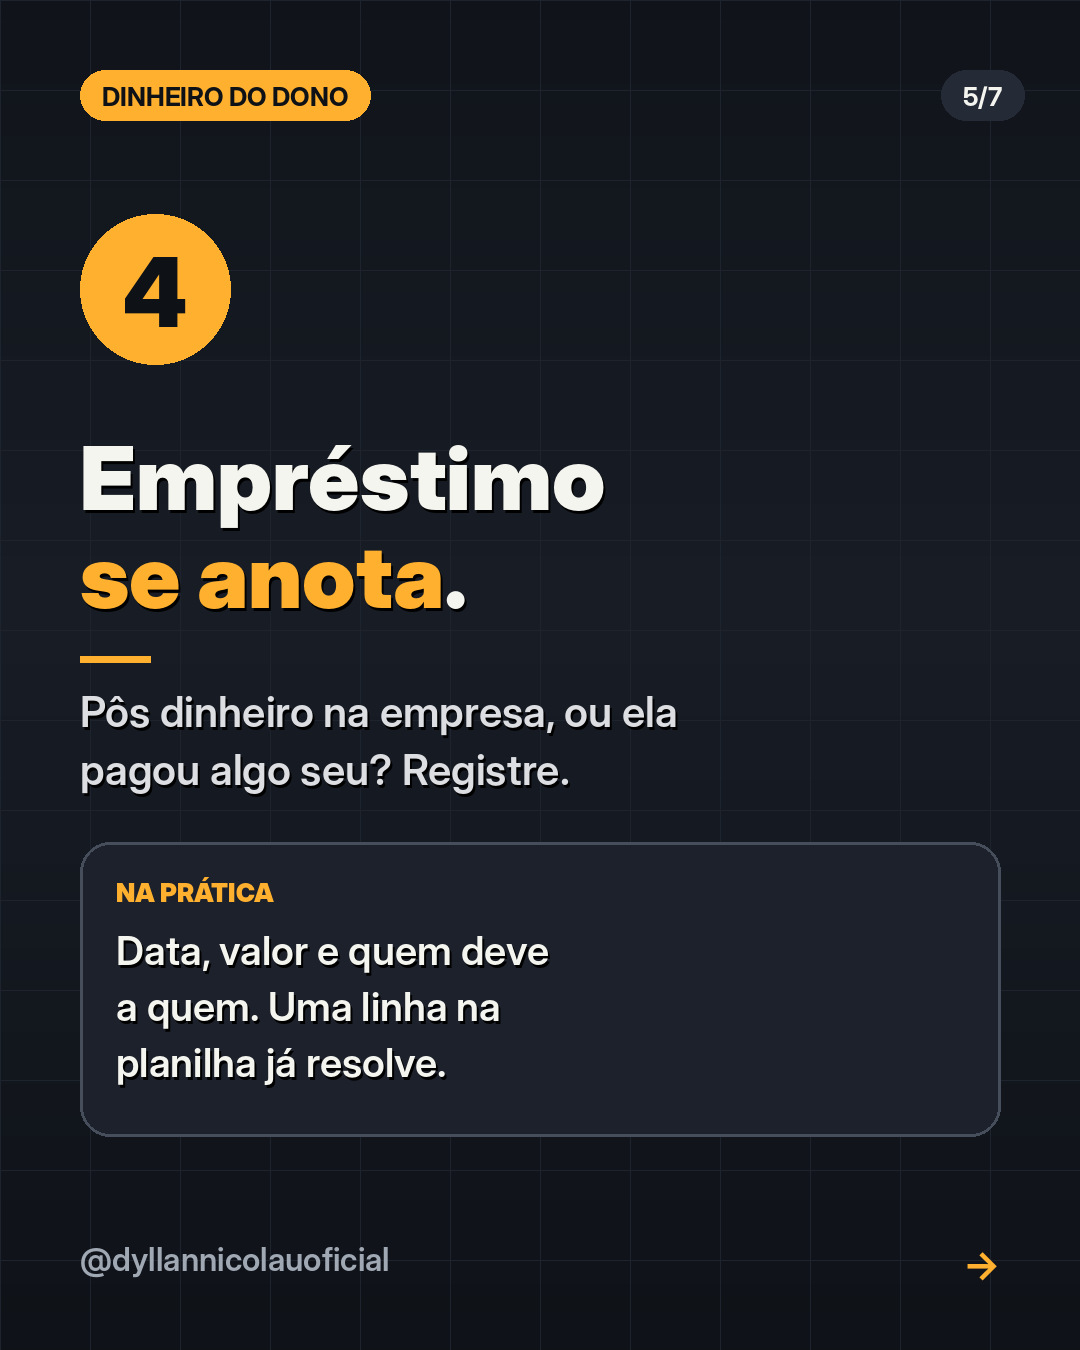 DINHEIRO DO DONO
5/7
4
Empréstimo
se anota.
Pôs dinheiro na empresa, ou ela
pagou algo seu? Registre.
NA PRÁTICA
Data, valor e quem deve
a quem. Uma linha na
planilha já resolve.
@dyllannicolauoficial
→